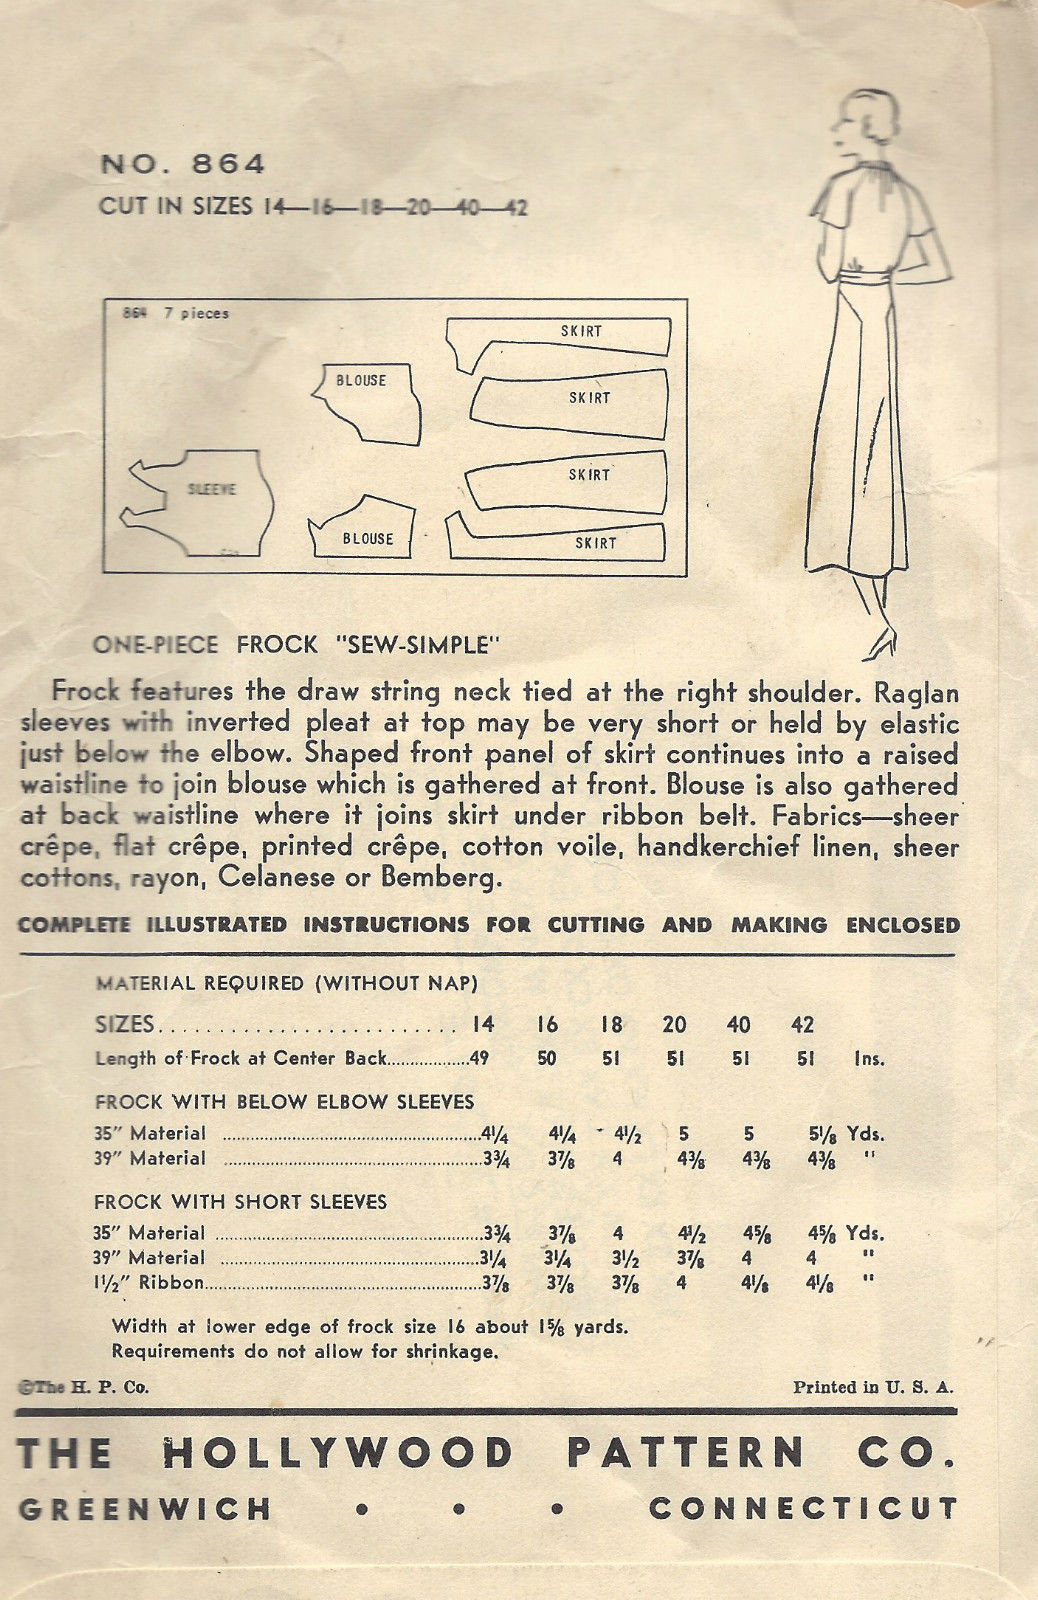 NO. 864
CUT IN SIZES 14—16—18—20—40—42
864 7 pieces
SKIRT
BLOUSE
SKIRT
SKIRT
SLEEVE
BLOUSE
SKIRT
ONE-PIECE FROCK "SEW-SIMPLE"
Frock features the draw string neck tied at the right shoulder. Raglan
sleeves with inverted pleat at top may be very short or held by elastic
just below the elbow. Shaped front panel of skirt continues into a raised
waistline to join blouse which is gathered at front. Blouse is also gathered
at back waistline where it joins skirt under ribbon belt. Fabrics—sheer
crêpe, flat crêpe, printed crêpe, cotton voile, handkerchief linen, sheer
cottons, rayon, Celanese or Bemberg.
COMPLETE ILLUSTRATED INSTRUCTIONS FOR CUTTING AND MAKING ENCLOSED
MATERIAL REQUIRED (WITHOUT NAP)
SIZES.......................... 14 16 18 20 40 42
Length of Frock at Center Back..................49 50 51 51 51 51 Ins.
FROCK WITH BELOW ELBOW SLEEVES
35" Material ..................................................4¼ 4¼ 4½ 5 5 5⅛ Yds.
39" Material ..................................................3¾ 3⅞ 4 4⅜ 4⅜ 4⅜ "
FROCK WITH SHORT SLEEVES
35" Material ..................................................3¾ 3⅞ 4 4½ 4⅝ 4⅝ Yds.
39" Material ..................................................3¼ 3¼ 3½ 3⅞ 4 4 "
1½" Ribbon......................................................3⅞ 3⅞ 3⅞ 4 4⅛ 4⅛ "
Width at lower edge of frock size 16 about 1⅝ yards.
Requirements do not allow for shrinkage.
©The H. P. Co. Printed in U. S. A.
THE HOLLYWOOD PATTERN CO.
GREENWICH • • • CONNECTICUT